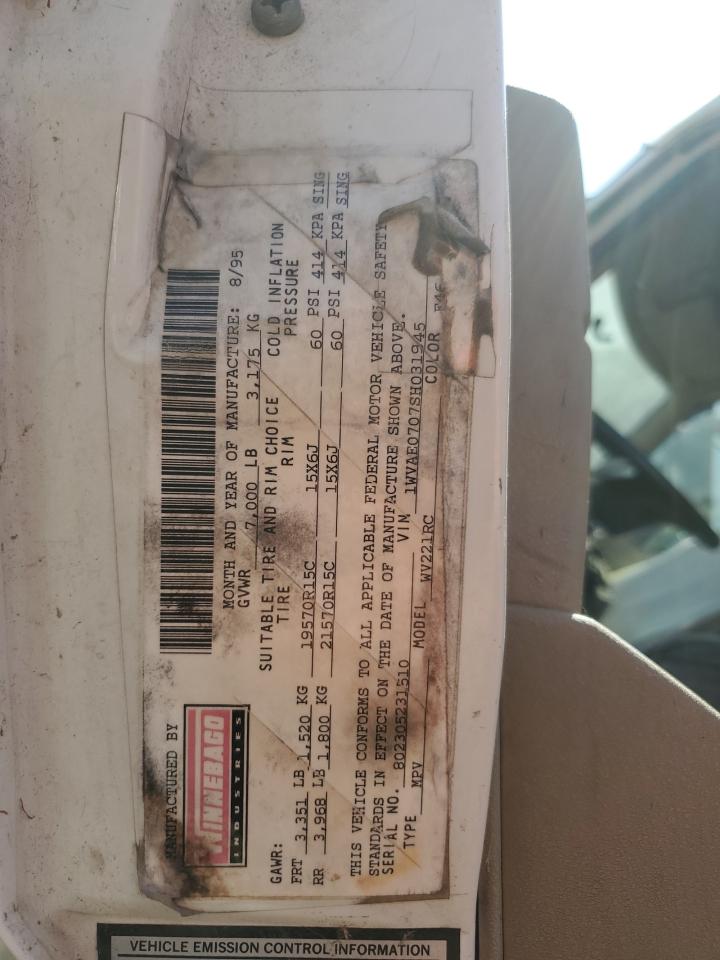 MANUFACTURED BY
WINNEBAGO
INDUSTRIES
MONTH AND YEAR OF MANUFACTURE: 8/95
GVWR 7,000 LB 3,175 KG
SUITABLE TIRE AND RIM CHOICE COLD INFLATION
GAWR: TIRE RIM PRESSURE
FRT 3,351 LB 1,520 KG 19570R15C 15X6J 60 PSI 414 KPA SING
RR 3,968 LB 1,800 KG 21570R15C 15X6J 60 PSI 414 KPA SING
THIS VEHICLE CONFORMS TO ALL APPLICABLE FEDERAL MOTOR VEHICLE SAFETY
STANDARDS IN EFFECT ON THE DATE OF MANUFACTURE SHOWN ABOVE.
SERIAL NO. 802305231510 VIN 1WVAE0707SH031945
TYPE MPV MODEL WV221RC COLOR
VEHICLE EMISSION CONTROL INFORMATION